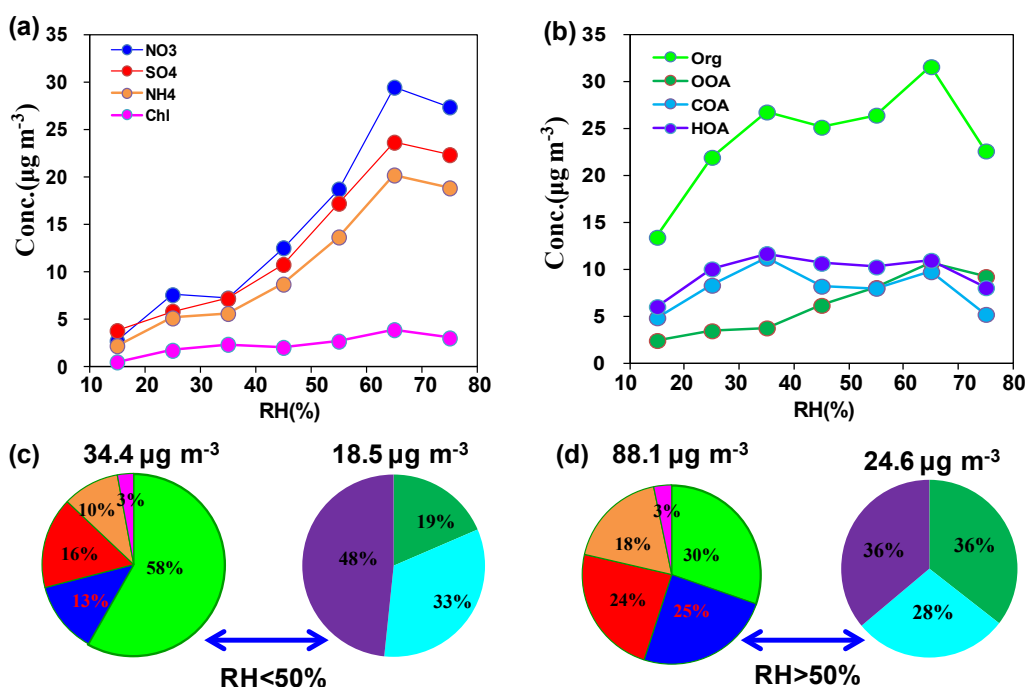 (a)
35
30
25
20
15
10
5
0
Conc.(µg m-3)
NO3
SO4
NH4
Chl
10 20 30 40 50 60 70 80
RH(%)
(b)
35
30
25
20
15
10
5
0
Conc.(µg m-3)
Org
OOA
COA
HOA
10 20 30 40 50 60 70 80
RH(%)
(c)
34.4 µg m-3
3%
10%
16%
13%
58%
18.5 µg m-3
19%
48%
33%
RH<50%
(d)
88.1 µg m-3
3%
18%
30%
24%
25%
24.6 µg m-3
36%
36%
28%
RH>50%